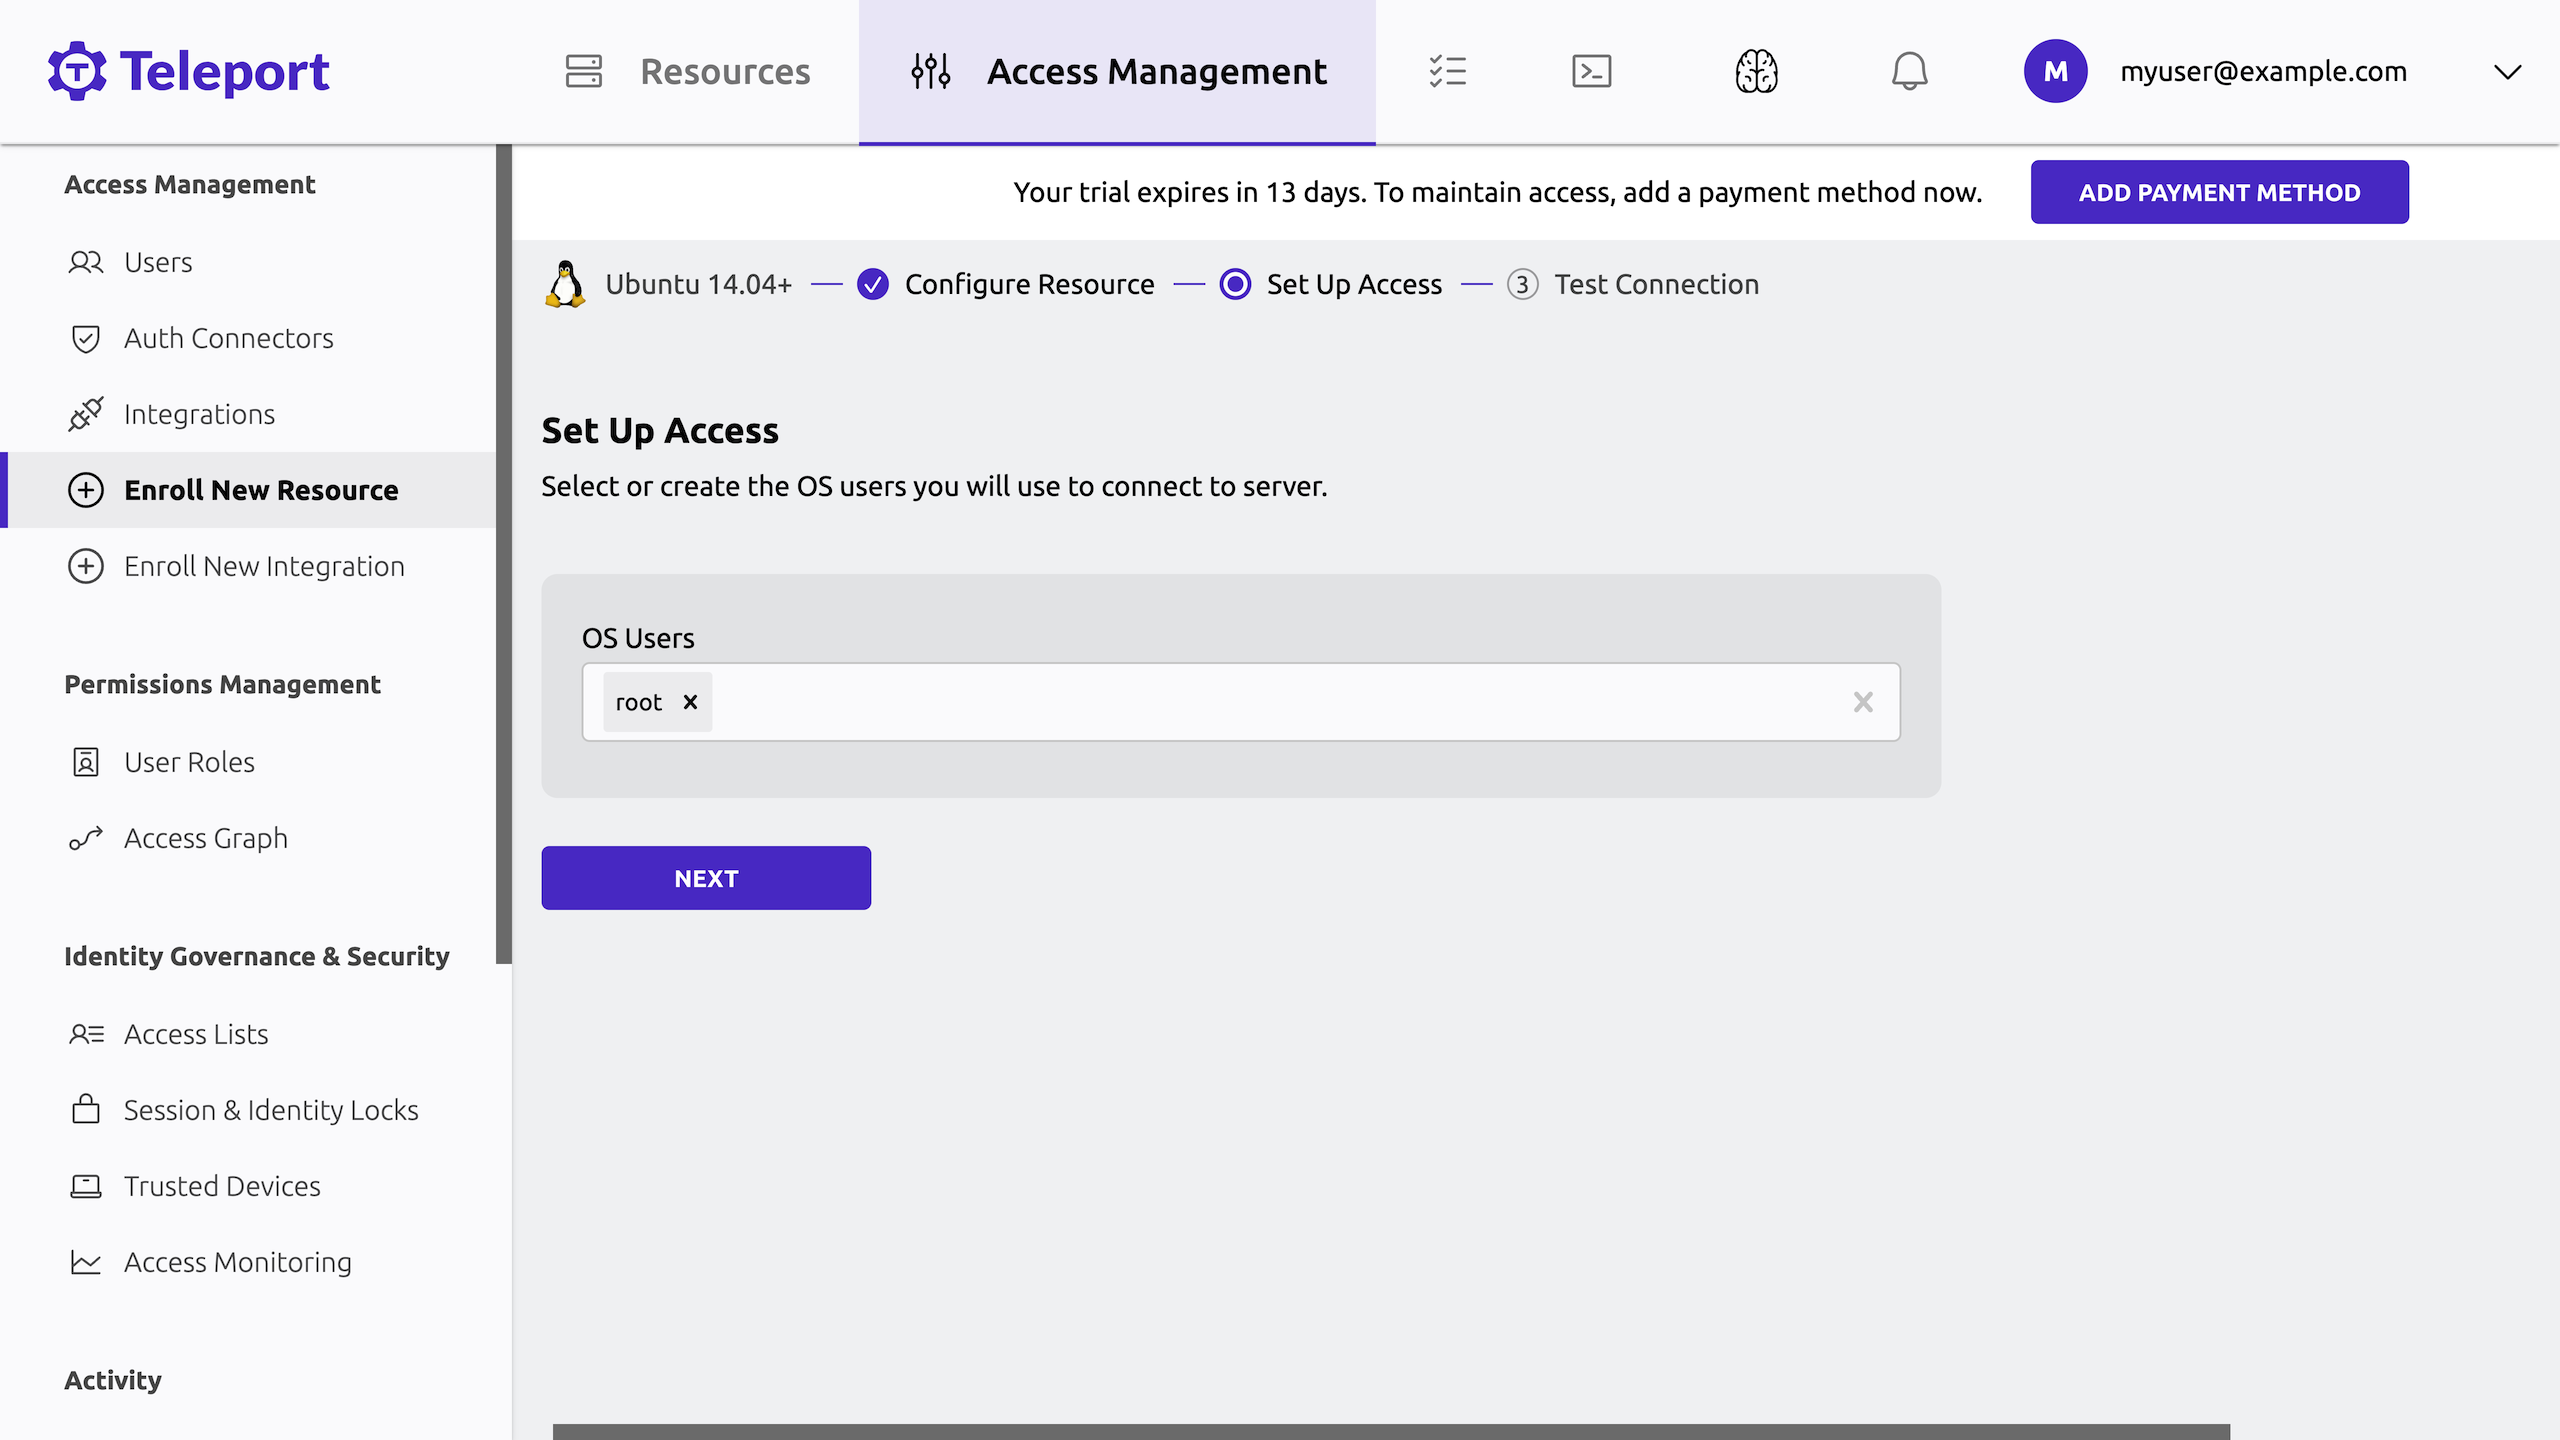 Teleport
Resources
Access Management
M
myuser@example.com
Access Management
Users
Auth Connectors
Integrations
Enroll New Resource
Enroll New Integration
Permissions Management
User Roles
Access Graph
Identity Governance & Security
Access Lists
Session & Identity Locks
Trusted Devices
Access Monitoring
Activity
Your trial expires in 13 days. To maintain access, add a payment method now.
ADD PAYMENT METHOD
Ubuntu 14.04+
Configure Resource
Set Up Access
3 Test Connection
Set Up Access
Select or create the OS users you will use to connect to server.
OS Users
root
NEXT